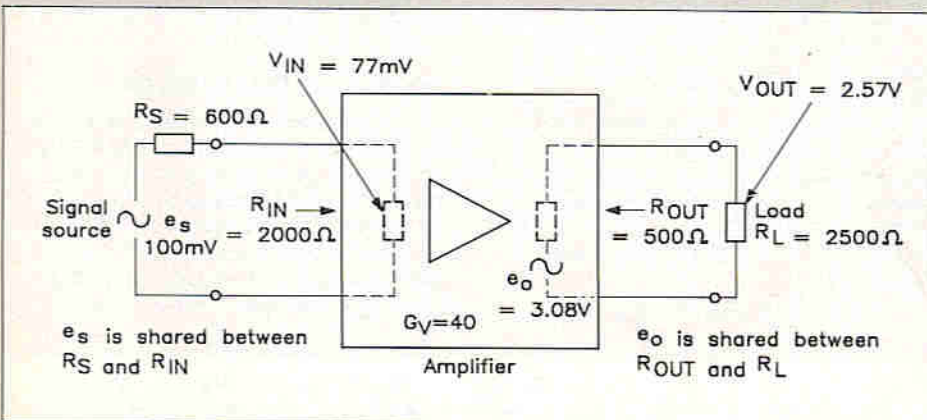 VIN = 77mV
VOUT = 2.57V
RS = 600Ω
Signal
source
es
100mV
RIN
= 2000Ω
ROUT
= 500Ω
Load
RL = 2500Ω
eo
= 3.08V
GV=40
Amplifier
es is shared between
RS and RIN
eo is shared between
ROUT and RL